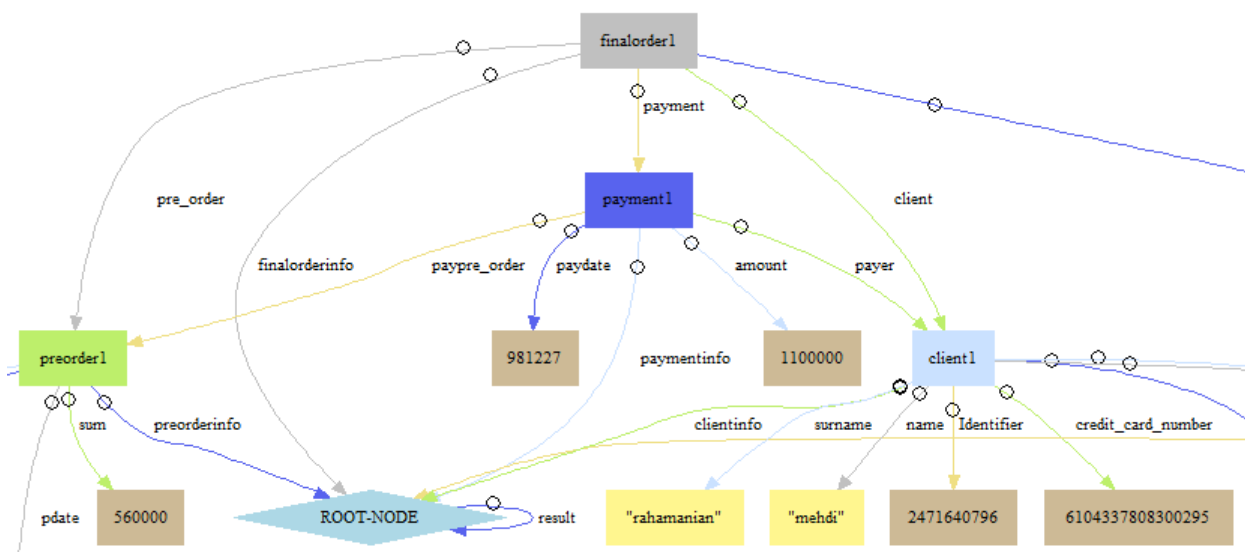 finalorder1
payment
pre_order
client
payment1
finalorderinfo
paypre_order
paydate
amount
payer
preorder1
981227
paymentinfo
1100000
client1
sum
preorderinfo
clientinfo
surname
name
Identifier
credit_card_number
pdate
560000
ROOT-NODE
result
"rahamanian"
"mehdi"
2471640796
6104337808300295